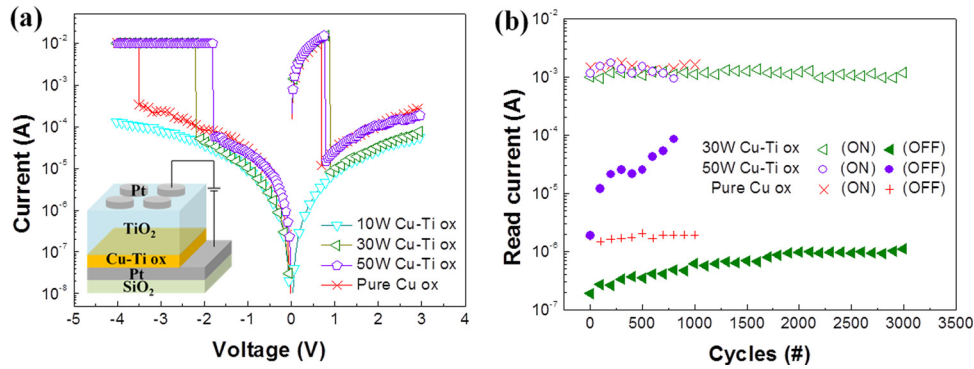 (a)
Current (A)
10⁻²
10⁻³
10⁻⁴
10⁻⁵
10⁻⁶
10⁻⁷
10⁻⁸
Pt
TiO₂
Cu-Ti ox
Pt
SiO₂
10W Cu-Ti ox
30W Cu-Ti ox
50W Cu-Ti ox
Pure Cu ox
-5 -4 -3 -2 -1 0 1 2 3 4
Voltage (V)
(b)
Read current (A)
10⁻²
10⁻³
10⁻⁴
10⁻⁵
10⁻⁶
10⁻⁷
30W Cu-Ti ox (ON) (OFF)
50W Cu-Ti ox (ON) (OFF)
Pure Cu ox (ON) (OFF)
0 500 1000 1500 2000 2500 3000
Cycles (#)